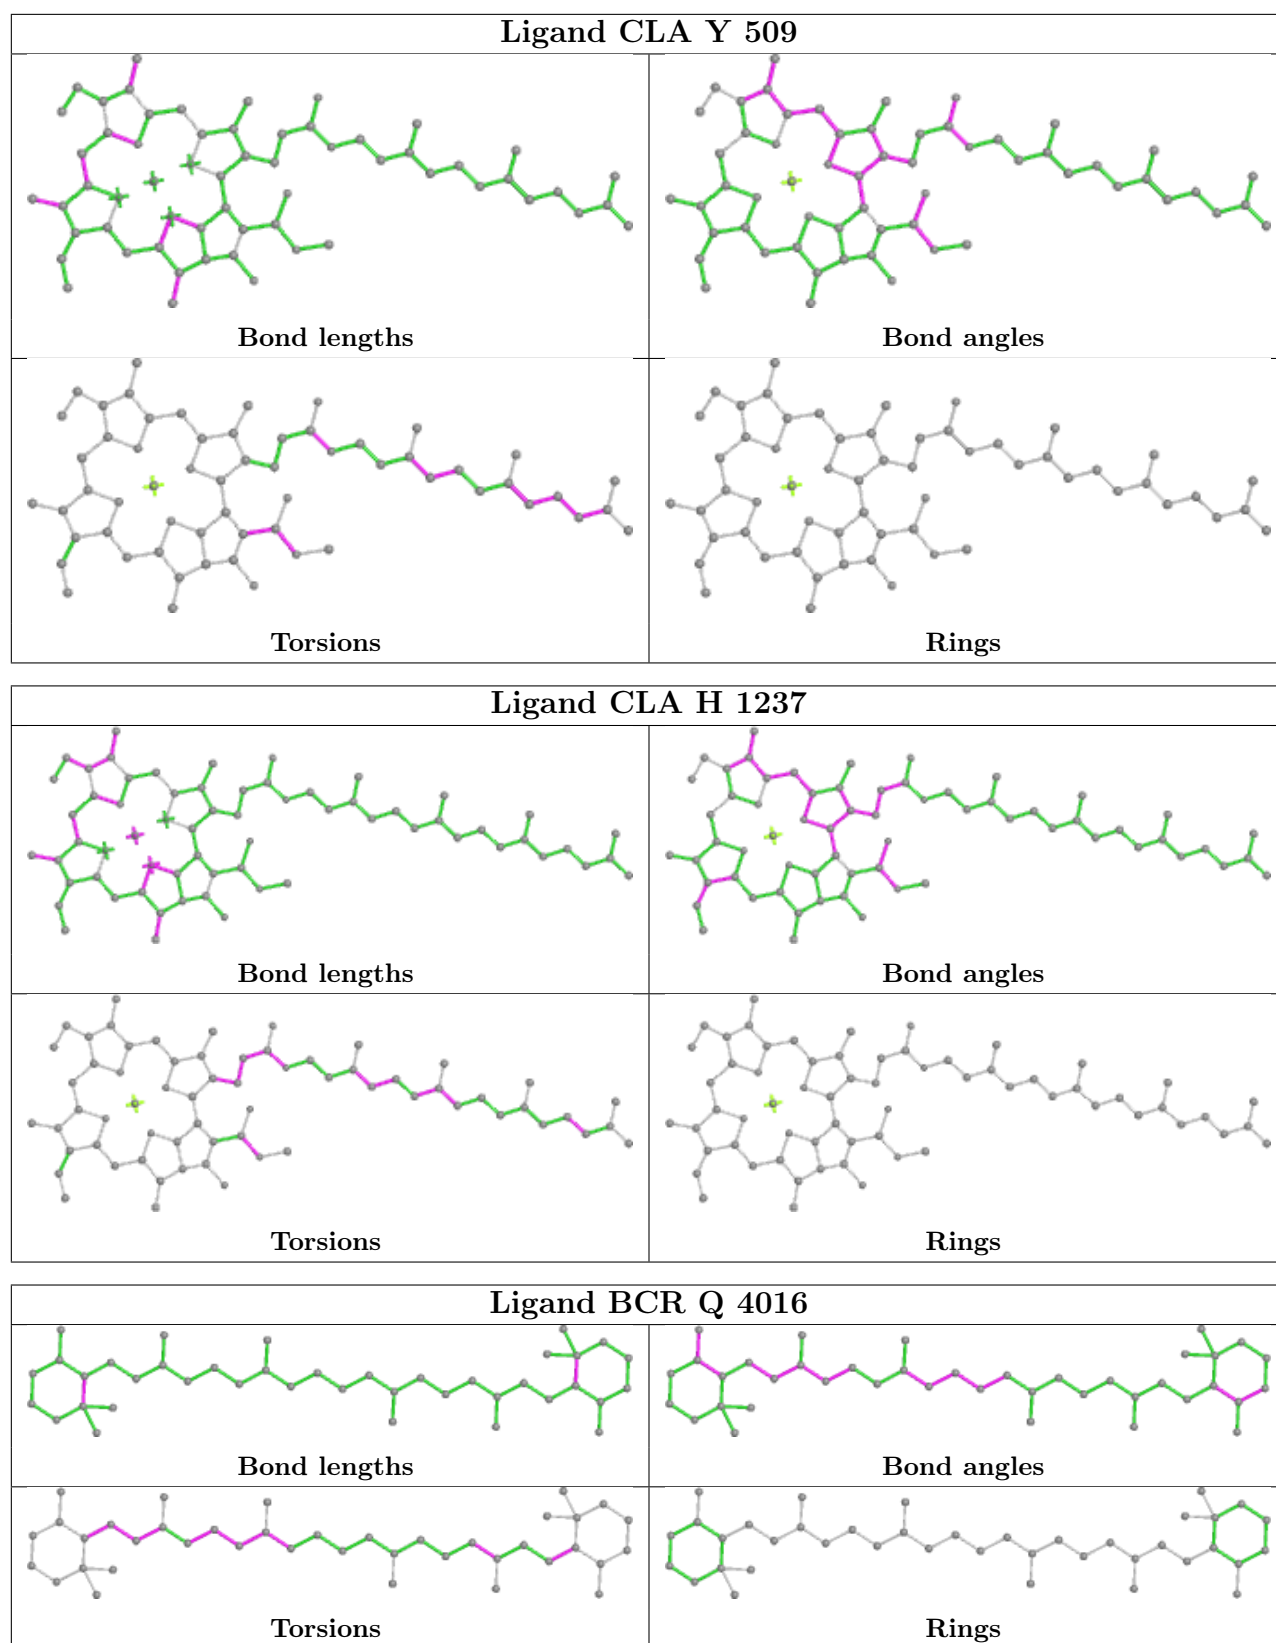 Ligand CLA Y 509
Bond lengths Bond angles
Torsions Rings
Ligand CLA H 1237
Bond lengths Bond angles
Torsions Rings
Ligand BCR Q 4016
Bond lengths Bond angles
Torsions Rings